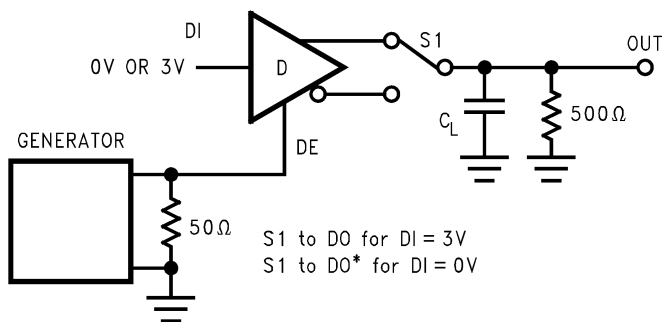 DI
S1
OUT
0V OR 3V
D
CL
500Ω
GENERATOR
DE
50Ω
S1 to DO for DI = 3V
S1 to DO* for DI = 0V